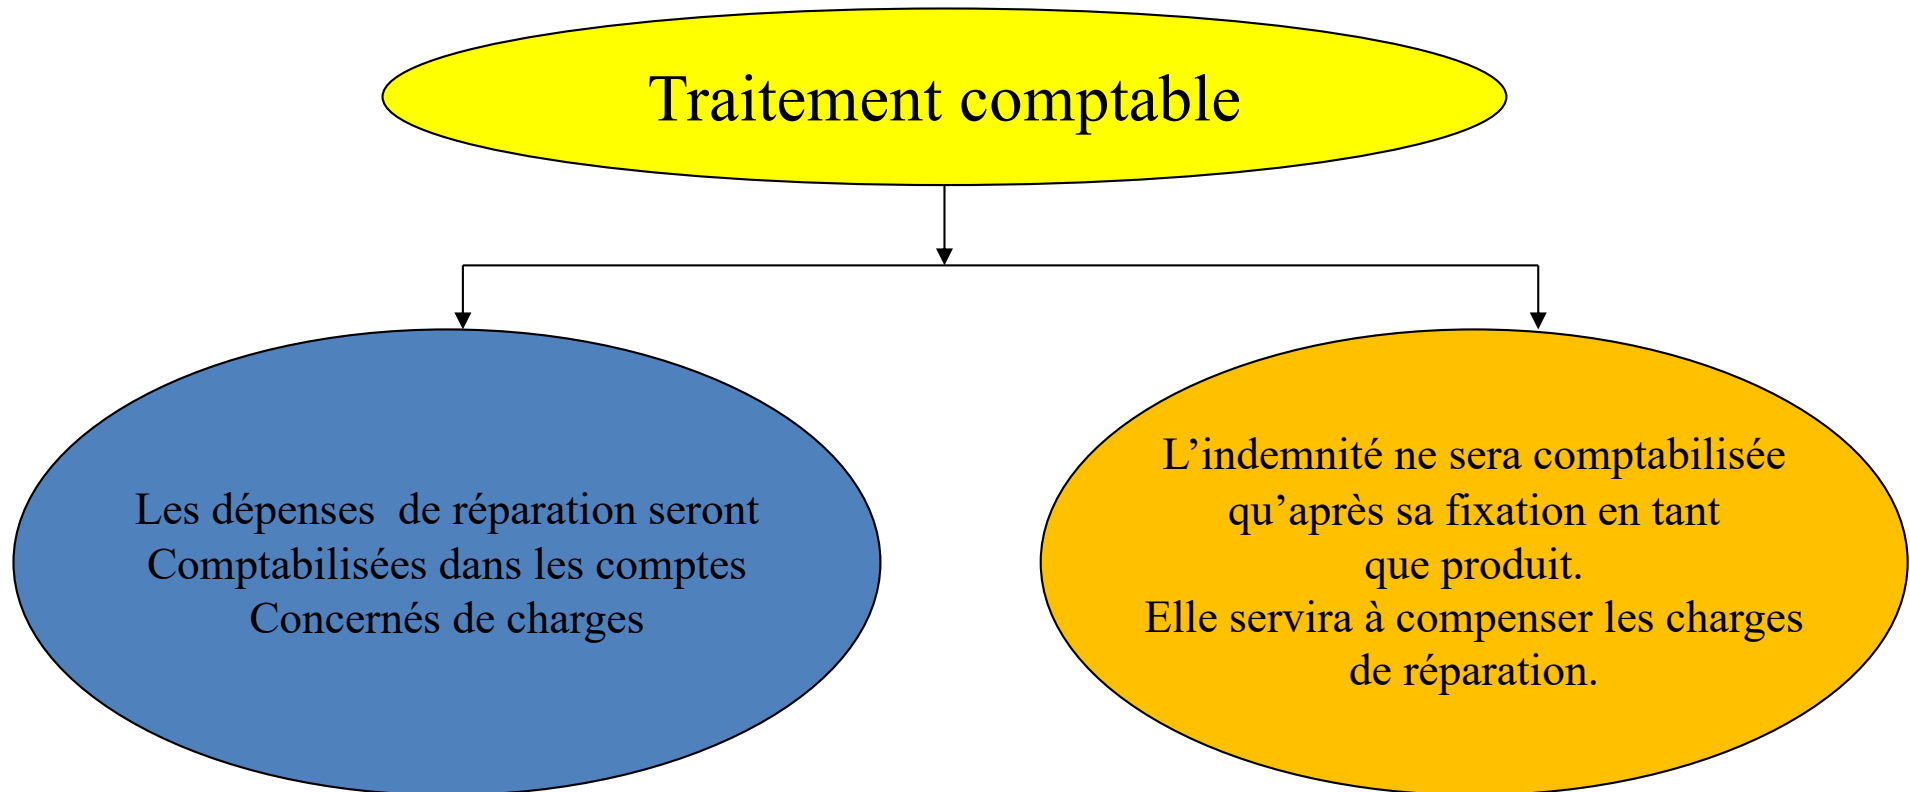 Traitement comptable
Les dépenses  de réparation seront
Comptabilisées dans les comptes
Concernés de charges
L’indemnité ne sera comptabilisée
qu’après sa fixation en tant
que produit.
Elle servira à compenser les charges
de réparation.